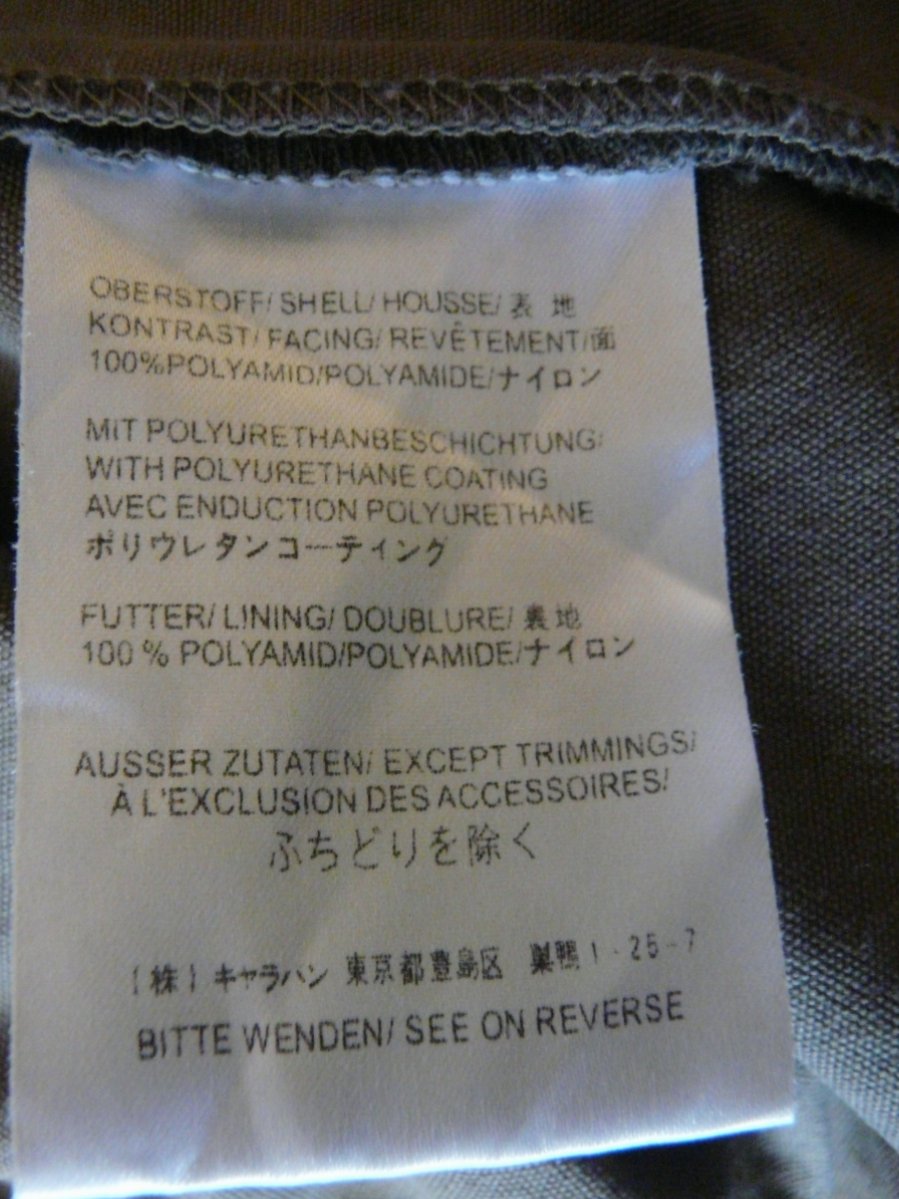 OBERSTOFF/ SHELL/ HOUSSE/ 表 地
KONTRAST/ FACING/ REVÊTEMENT/面
100%POLYAMID/POLYAMIDE/ナイロン
MIT POLYURETHANBESCHICHTUNG/
WITH POLYURETHANE COATING
AVEC ENDUCTION POLYURETHANE
ポリウレタンコーティング
FUTTER/ LINING/ DOUBLURE/ 裏地
100 % POLYAMID/POLYAMIDE/ナイロン
AUSSER ZUTATEN/ EXCEPT TRIMMINGS/
À L'EXCLUSION DES ACCESSOIRES/
ふちどりを除く
(株) キャラバン 東京都豊島区 巣鴨1-25-7
BITTE WENDEN/ SEE ON REVERSE